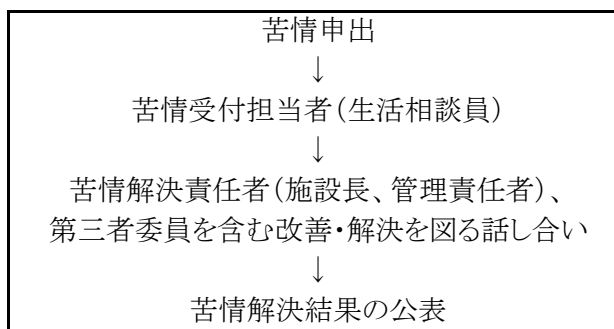 苦情申出
↓
苦情受付担当者（生活相談員）
↓
苦情解決責任者（施設長、管理責任者）、
第三者委員を含む改善・解決を図る話し合い
↓
苦情解決結果の公表